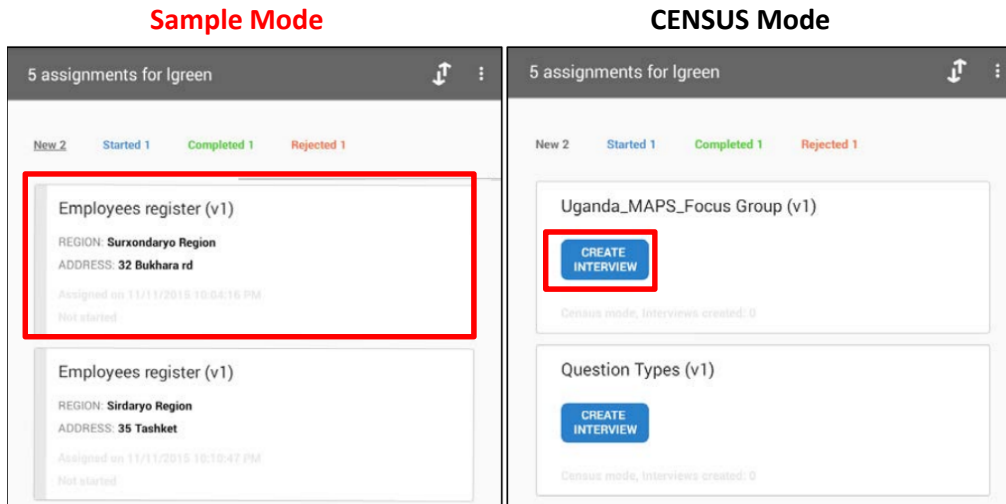 Sample Mode
5 assignments for lgreen
New 2 Started 1 Completed 1 Rejected 1
Employees register (v1)
REGION: Surxondaryo Region
ADDRESS: 32 Bukhara rd
Assigned on 11/11/2015 10:04:16 PM
Not started
Employees register (v1)
REGION: Sirdaryo Region
ADDRESS: 35 Tashket
Assigned on 11/11/2015 10:10:47 PM
Not started
CENSUS Mode
5 assignments for lgreen
New 2 Started 1 Completed 1 Rejected 1
Uganda_MAPS_Focus Group (v1)
CREATE
INTERVIEW
Census mode, Interviews created: 0
Question Types (v1)
CREATE
INTERVIEW
Census mode, Interviews created: 0